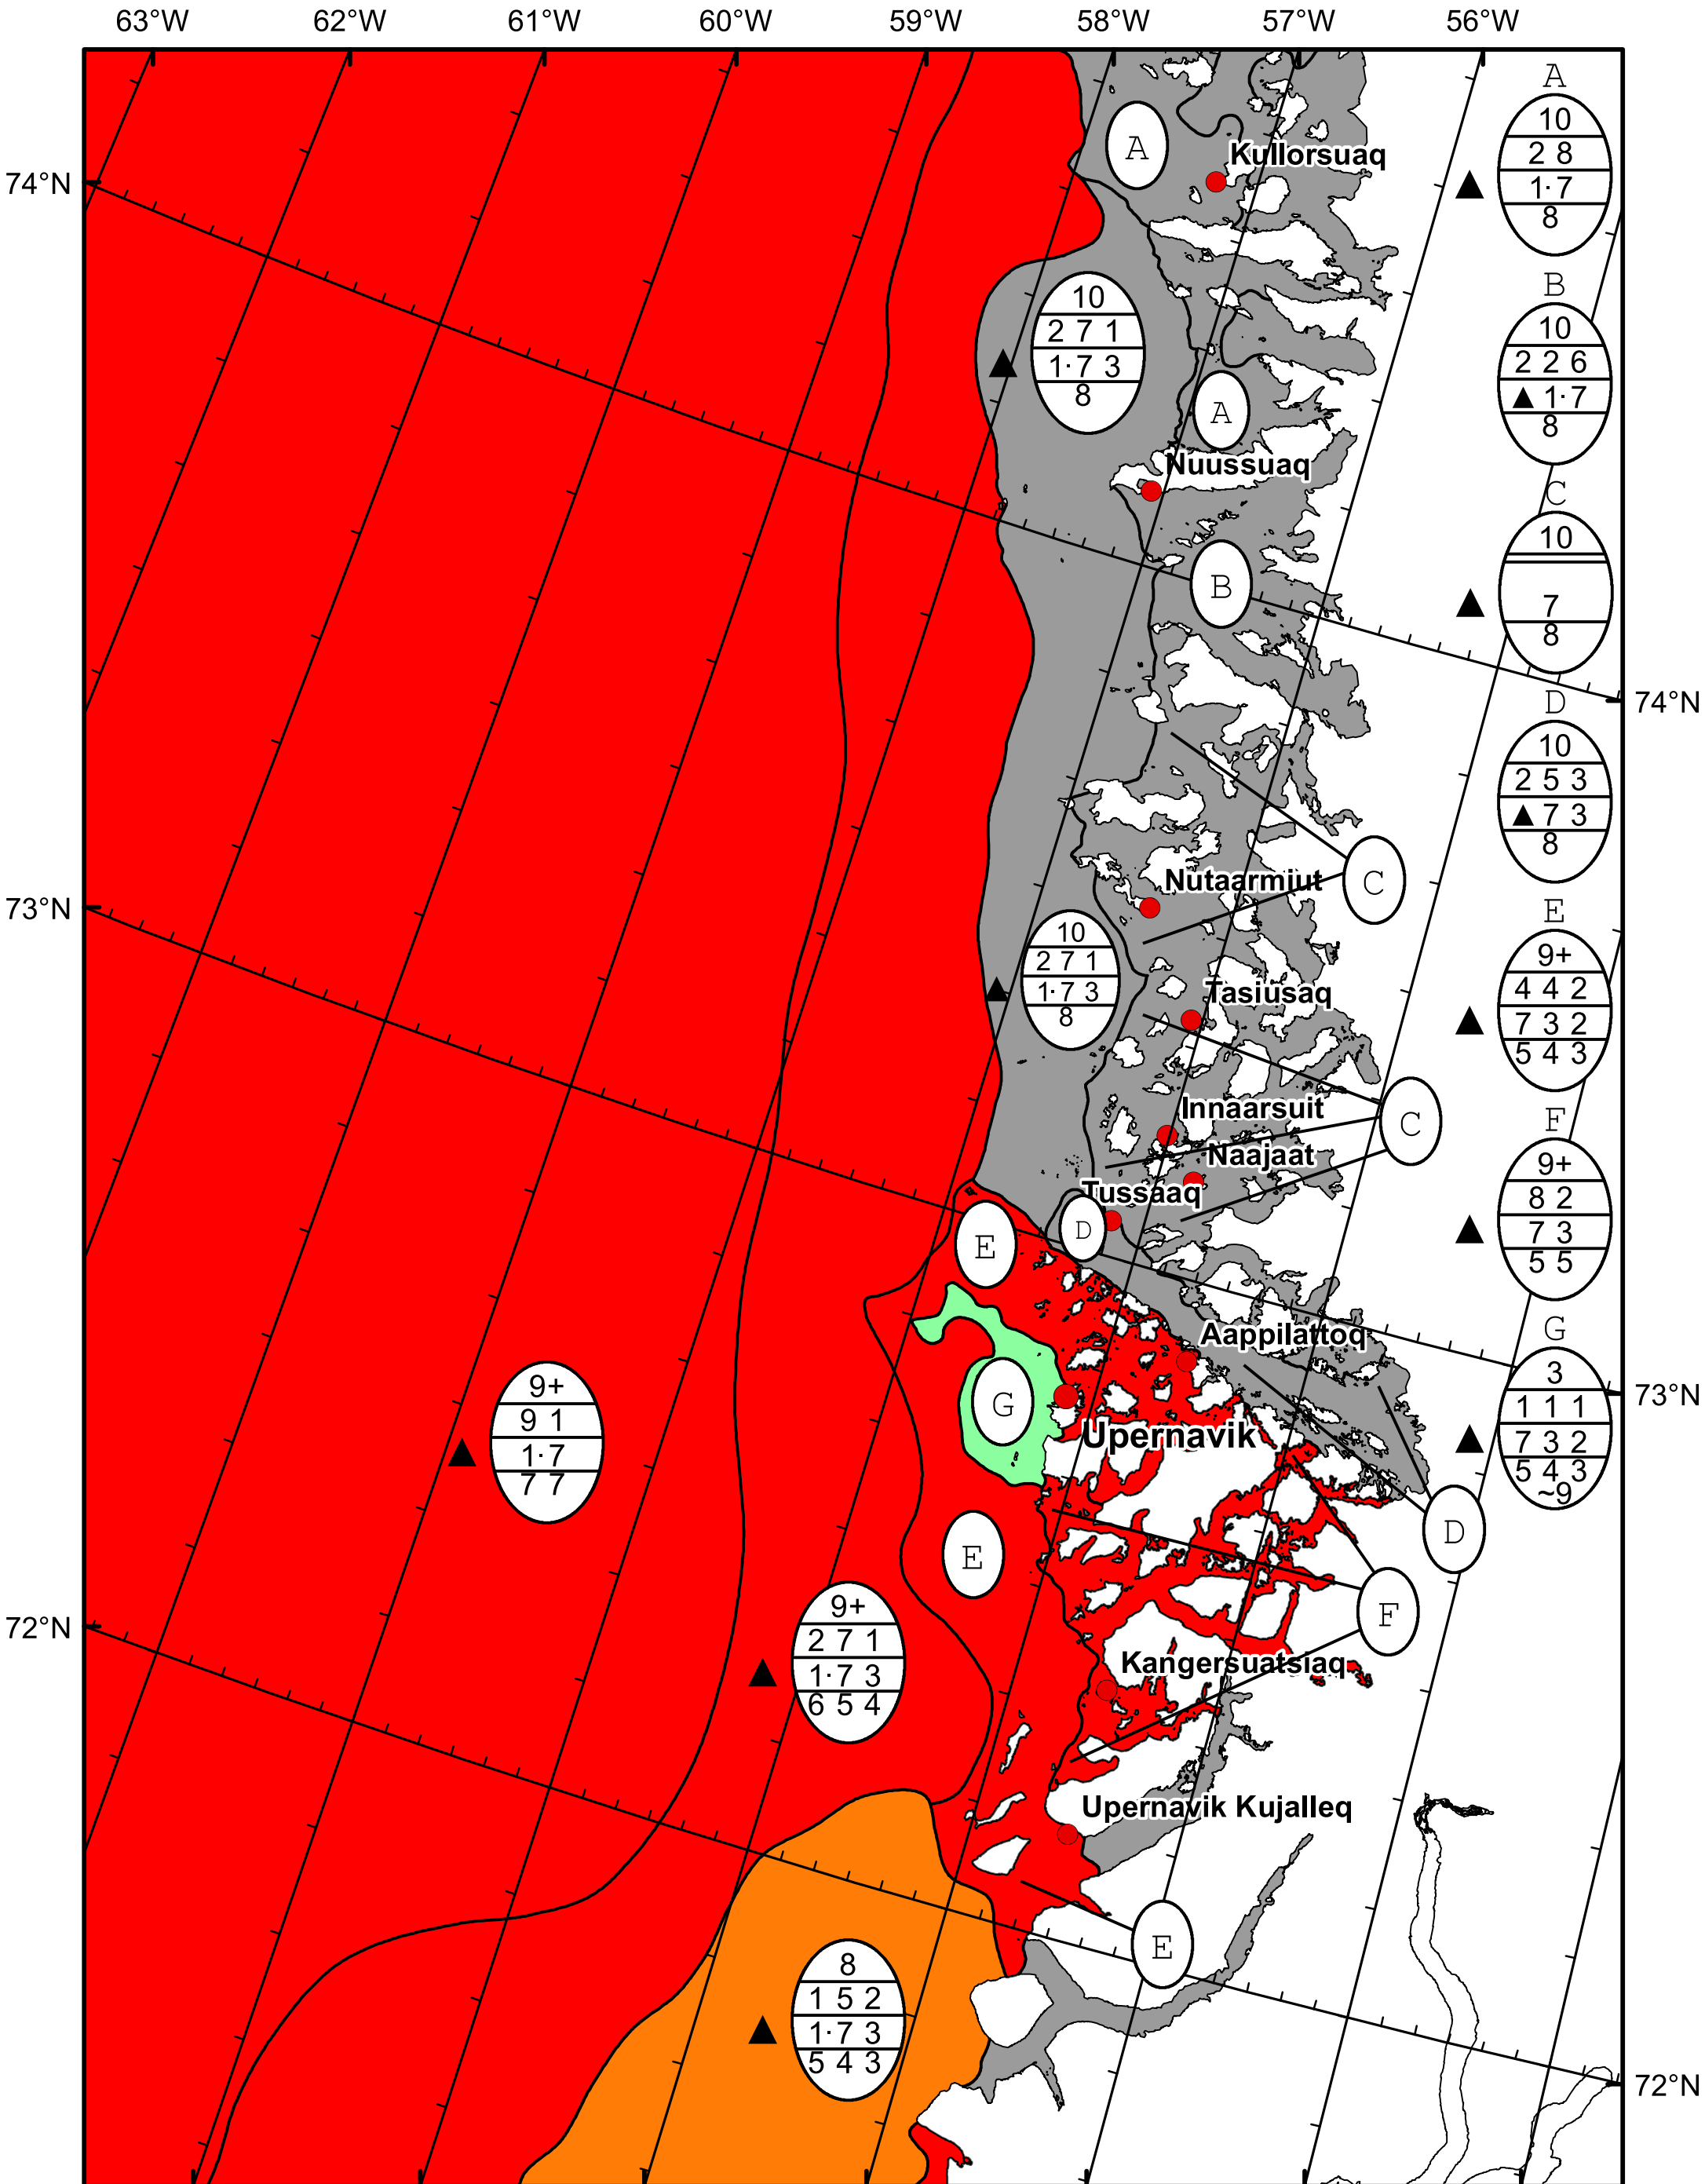 63°W 62°W 61°W 60°W 59°W 58°W 57°W 56°W
74°N
73°N
72°N
74°N
73°N
72°N
A
Kullorsuaq
10
2 7 1
1· 7 3
8
A
Nuussuaq
B
C
Nutaarmiut
10
2 7 1
1· 7 3
8
Tasiusaq
C
Innaarsuit
Naajaat
Tussaaq
D
E
Aappilattoq
G
Upernavik
9+
9 1
1· 7
7 7
D
E
F
9+
2 7 1
1· 7 3
6 5 4
Kangersuatsiaq
Upernavik Kujalleq
E
8
1 5 2
1· 7 3
5 4 3
A
10
2 8
1· 7
8
B
10
2 2 6
▲ 1· 7
8
C
10
7
8
D
10
2 5 3
▲ 7 3
8
E
9+
4 4 2
7 3 2
5 4 3
F
9+
8 2
7 3
5 5
G
3
1 1 1
7 3 2
5 4 3
~9